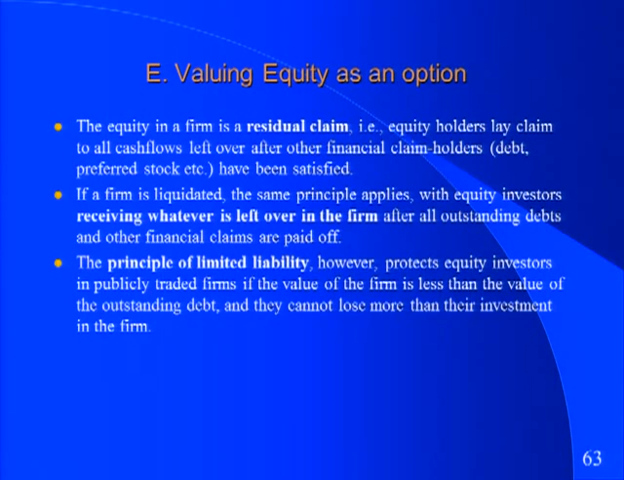 E. Valuing Equity as an option
The equity in a firm is a residual claim, i.e., equity holders lay claim
to all cashflows left over after other financial claim-holders (debt,
preferred stock etc.) have been satisfied.
If a firm is liquidated, the same principle applies, with equity investors
receiving whatever is left over in the firm after all outstanding debts
and other financial claims are paid off.
The principle of limited liability, however, protects equity investors
in publicly traded firms if the value of the firm is less than the value of
the outstanding debt, and they cannot lose more than their investment
in the firm.
63